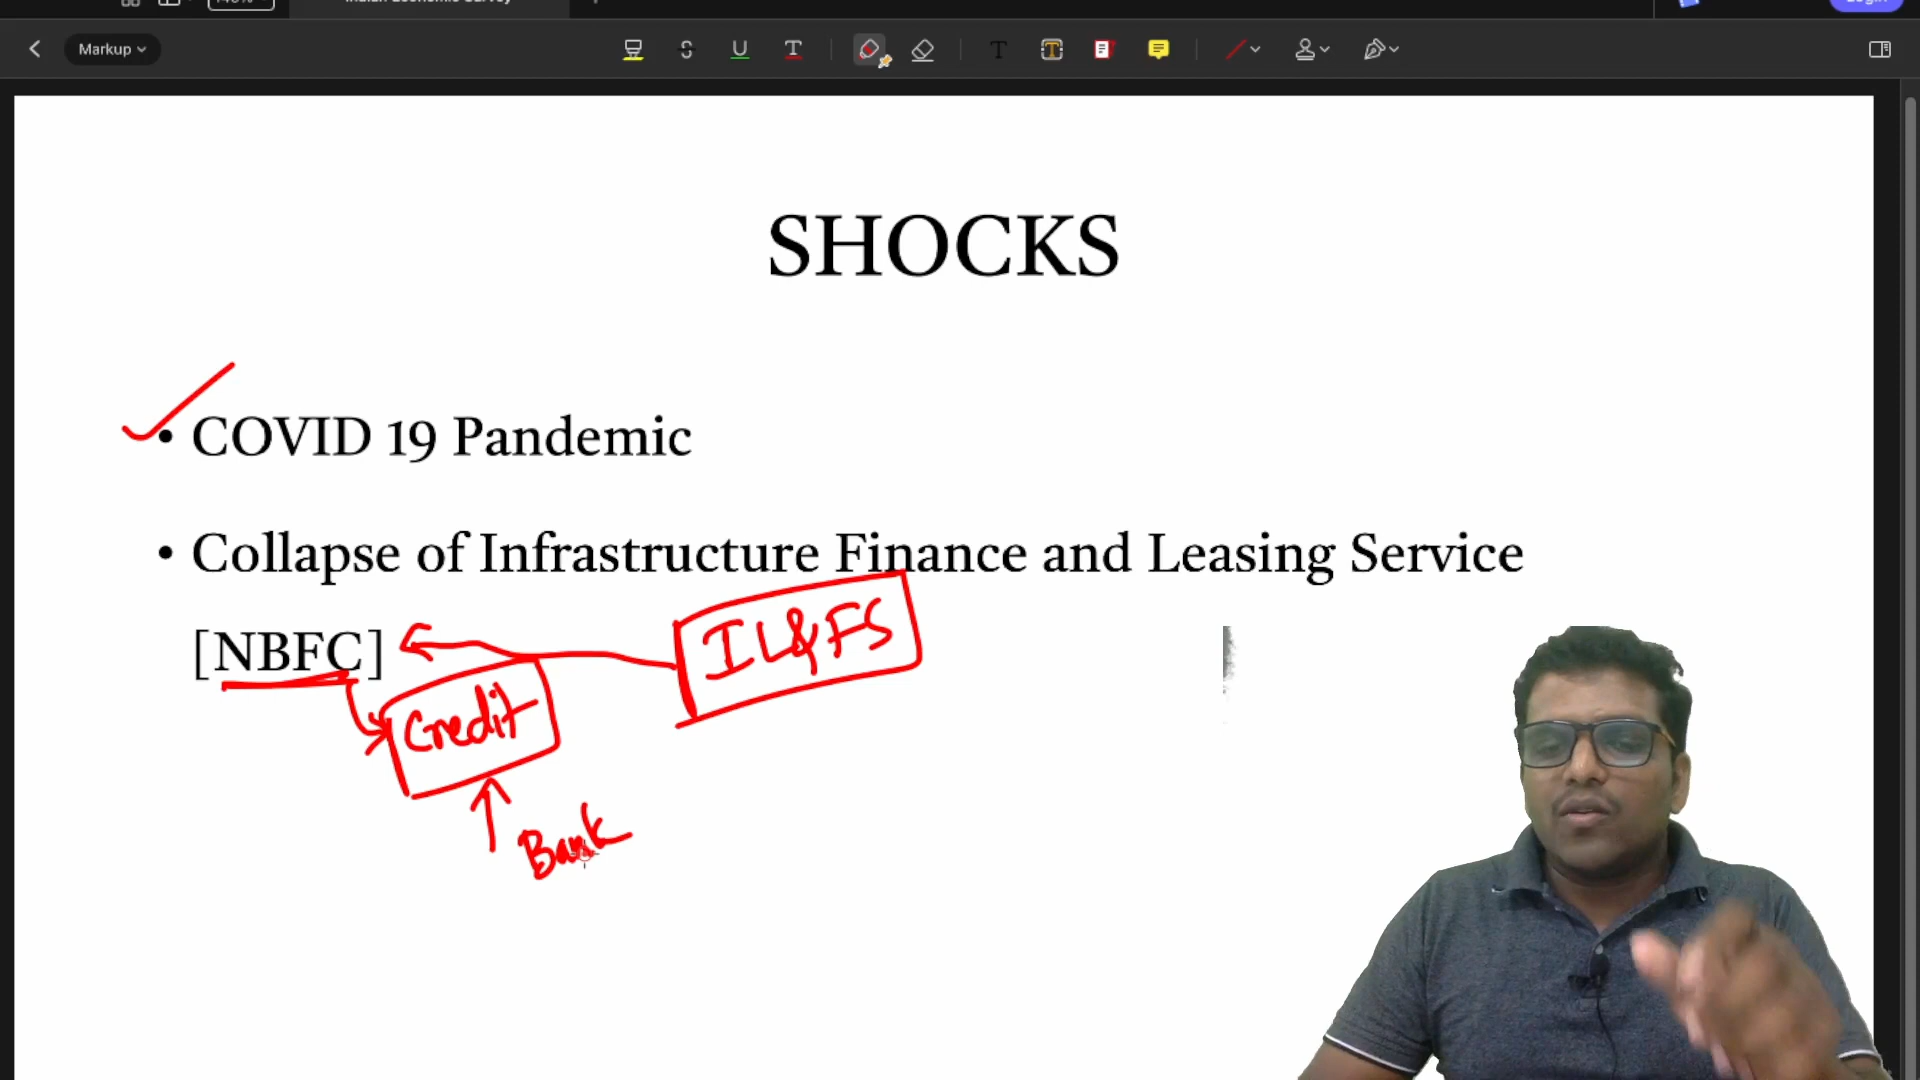 Markup
SHOCKS
• COVID 19 Pandemic
• Collapse of Infrastructure Finance and Leasing Service
[NBFC]
IL&FS
Credit
Bank